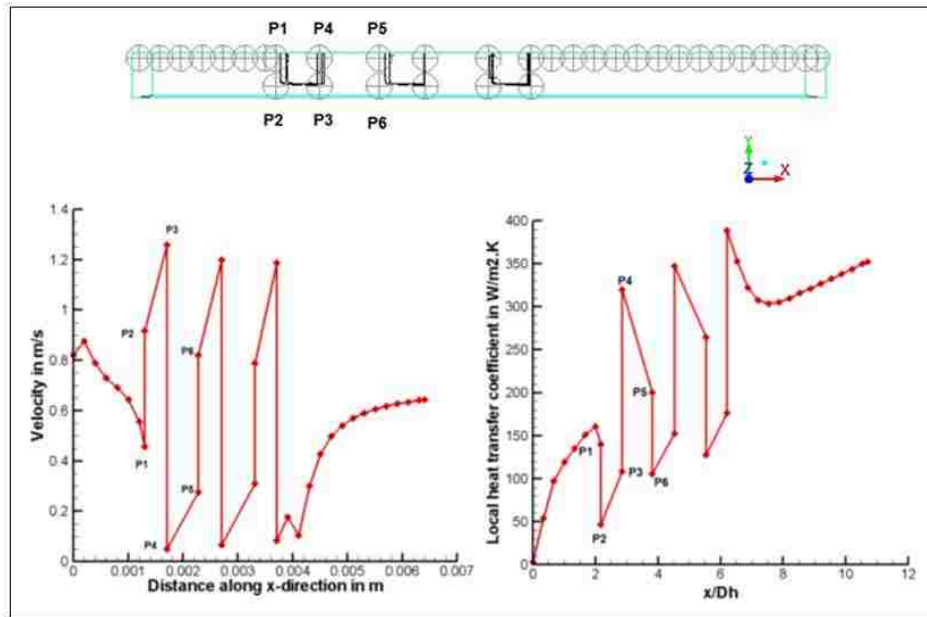 P1 P4 P5
P2 P3 P6
Y
Z X
1.4
1.2
1
0.8
0.6
0.4
0.2
0
Velocity in m/s
P3
P2
P6
P1
P5
P4
0 0.001 0.002 0.003 0.004 0.005 0.006 0.007
Distance along x-direction in m
400
350
300
250
200
150
100
50
0
Local heat transfer coefficient in W/m2.K
P4
P5
P1
P3
P6
P2
0 2 4 6 8 10 12
x/Dh